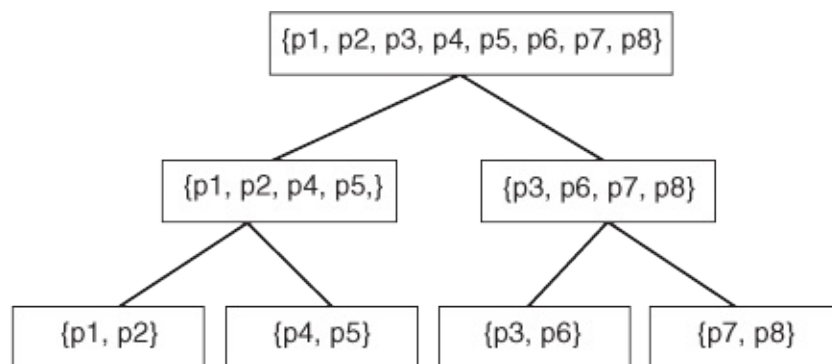 {p1, p2, p3, p4, p5, p6, p7, p8}
{p1, p2, p4, p5,}
{p3, p6, p7, p8}
{p1, p2}
{p4, p5}
{p3, p6}
{p7, p8}